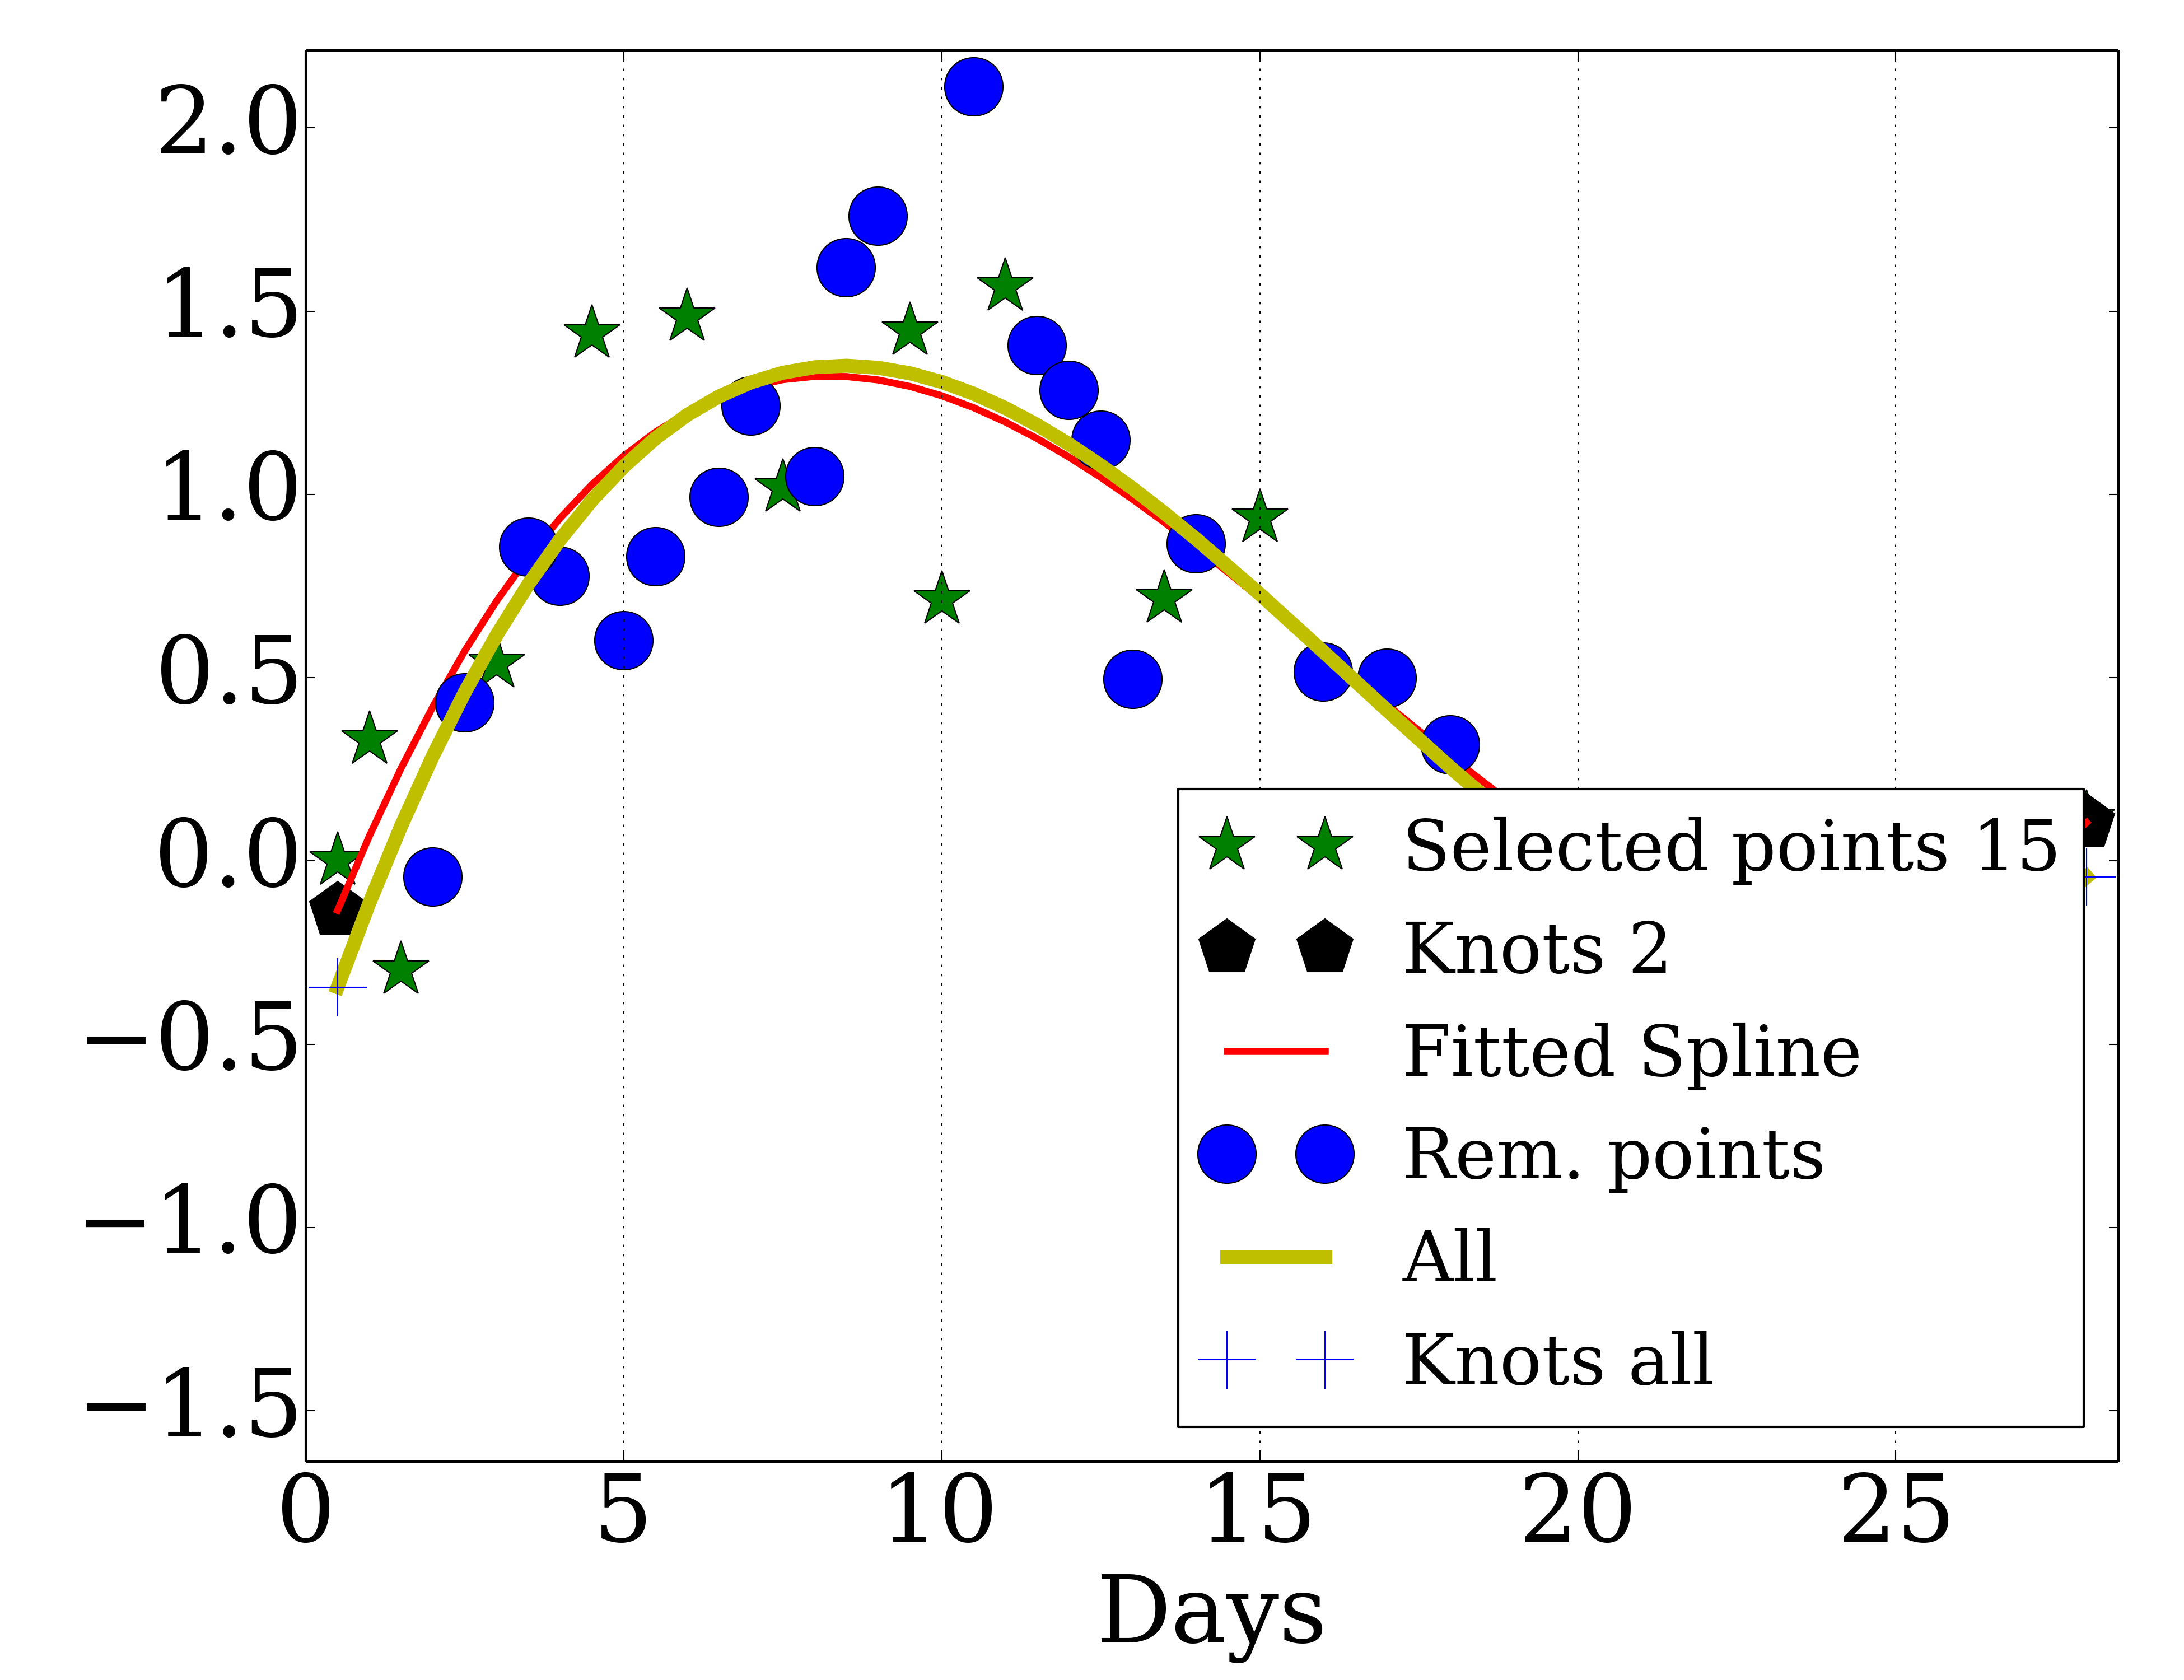 2.0
1.5
1.0
0.5
0.0
−0.5
−1.0
−1.5
Selected points 15
Knots 2
Fitted Spline
Rem. points
All
Knots all
0 5 10 15 20 25
Days